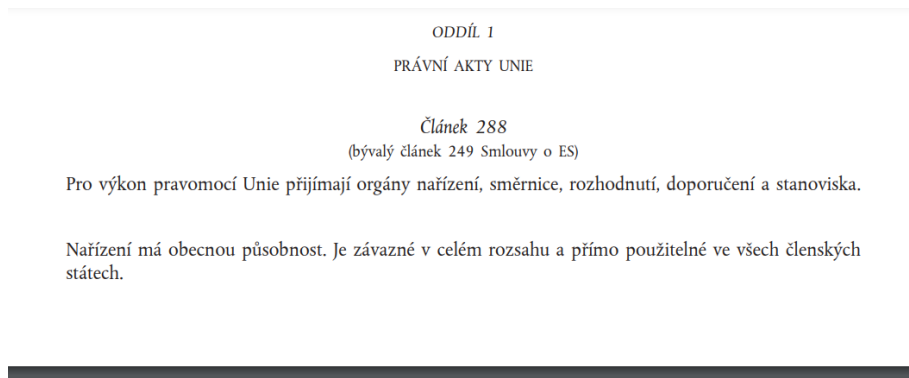 ODDÍL 1
PRÁVNÍ AKTY UNIE
Článek 288
(bývalý článek 249 Smlouvy o ES)
Pro výkon pravomocí Unie přijímají orgány nařízení, směrnice, rozhodnutí, doporučení a stanoviska.
Nařízení má obecnou působnost. Je závazné v celém rozsahu a přímo použitelné ve všech členských
státech.